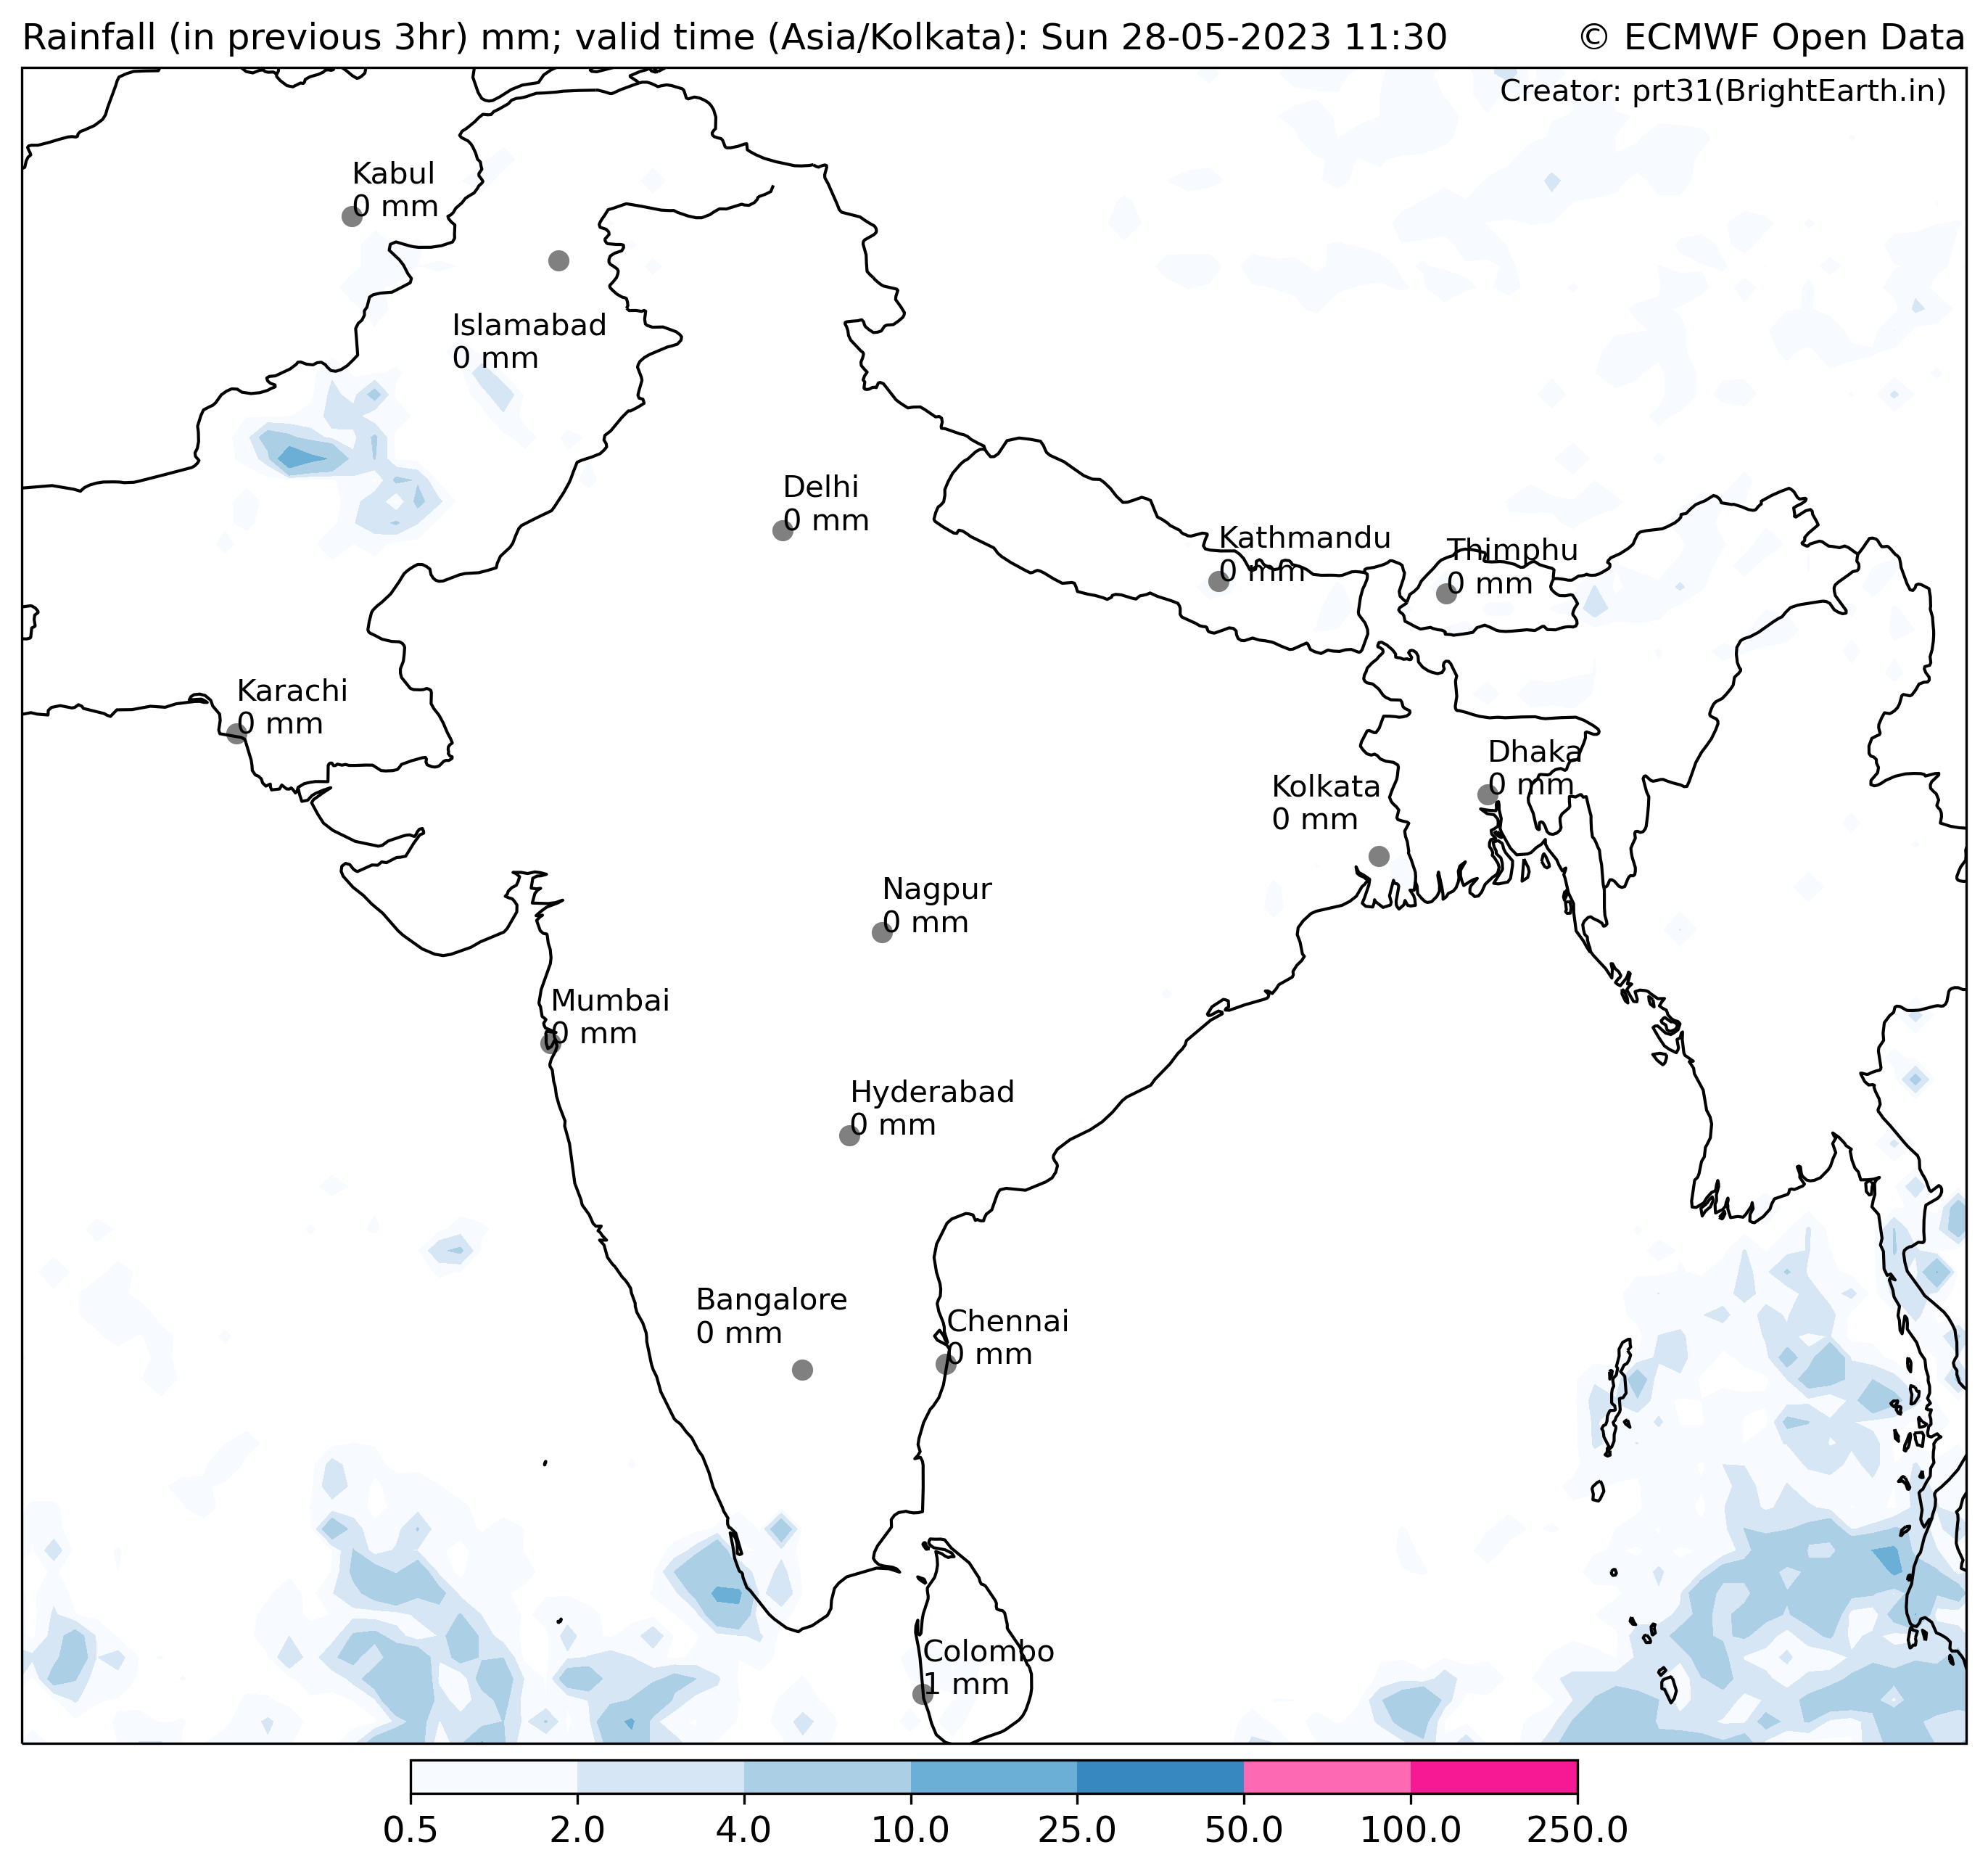 Rainfall (in previous 3hr) mm; valid time (Asia/Kolkata): Sun 28-05-2023 11:30
© ECMWF Open Data
Creator: prt31(BrightEarth.in)
Kabul
0 mm
Islamabad
0 mm
Delhi
0 mm
Kathmandu
0 mm
Thimphu
0 mm
Karachi
0 mm
Dhaka
0 mm
Kolkata
0 mm
Nagpur
0 mm
Mumbai
0 mm
Hyderabad
0 mm
Bangalore
0 mm
Chennai
0 mm
Colombo
1 mm
0.5 2.0 4.0 10.0 25.0 50.0 100.0 250.0